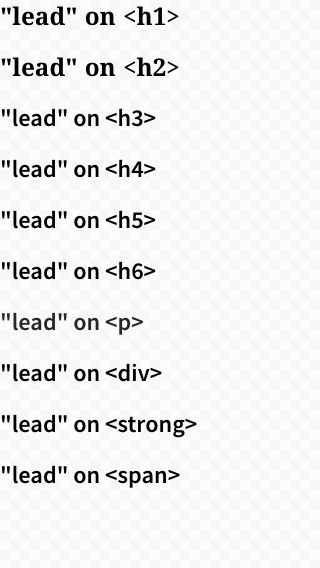 "lead" on <h1>
"lead" on <h2>
"lead" on <h3>
"lead" on <h4>
"lead" on <h5>
"lead" on <h6>
"lead" on <p>
"lead" on <div>
"lead" on <strong>
"lead" on <span>